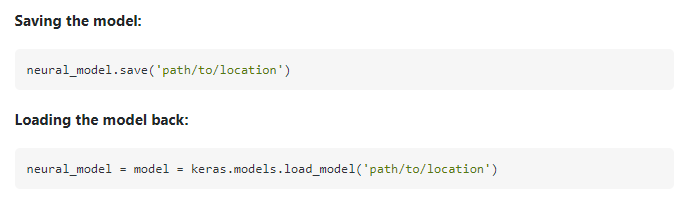 Saving the model:
neural_model.save('path/to/location')
Loading the model back:
neural_model = model = keras.models.load_model('path/to/location')